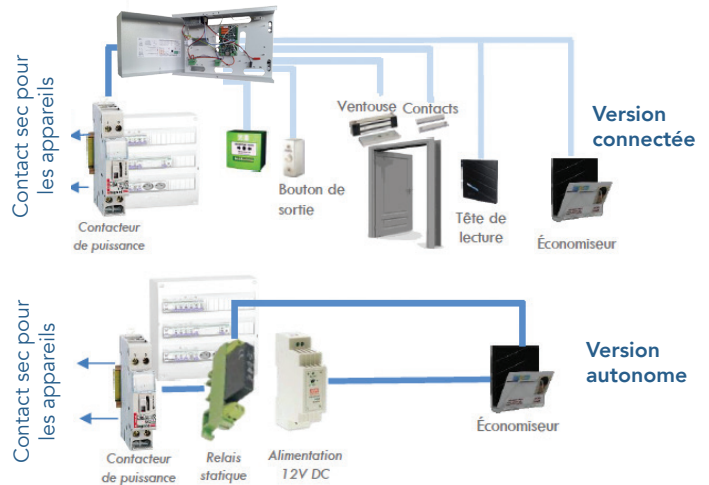 Contact sec pour
les appareils
Ventouse
Contacts
Version
connectée
Bouton de
sortie
Tête de
lecture
Économiseur
Contacteur
de puissance
Contact sec pour
les appareils
Version
autonome
Économiseur
Contacteur
de puissance
Relais
statique
Alimentation
12V DC